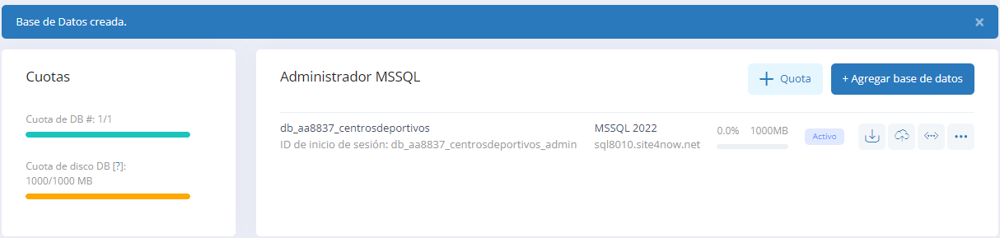 Base de Datos creada.
×
Cuotas
Cuota de DB #: 1/1
Cuota de disco DB [?]:
1000/1000 MB
Administrador MSSQL
+ Quota
+ Agregar base de datos
db_aa8837_centrosdeportivos
ID de inicio de sesión: db_aa8837_centrosdeportivos_admin
MSSQL 2022
sql8010.site4now.net
0.0% 1000MB
Activo